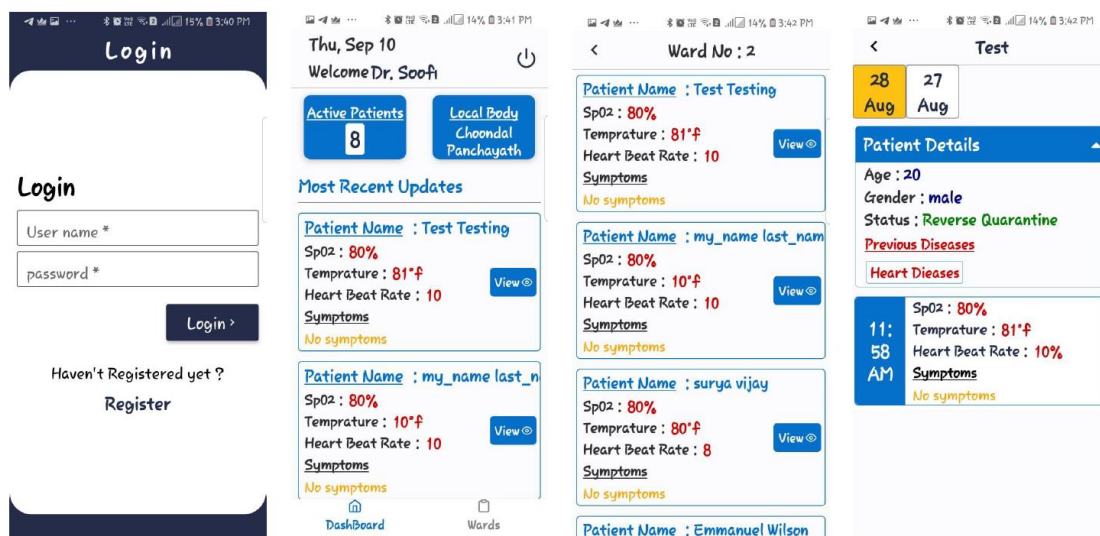 15% 3:40 PM
Login
Login
User name *
password *
Login >
Haven't Registered yet ?
Register
14% 3:41 PM
Thu, Sep 10
Welcome Dr. Soofi
Active Patients
8
Local Body
Choondal
Panchayath
Most Recent Updates
Patient Name : Test Testing
SpO2 : 80%
Temprature : 81°f
Heart Beat Rate : 10
View
Symptoms
No symptoms
Patient Name : my_name last_n
SpO2 : 80%
Temprature : 10°f
Heart Beat Rate : 10
View
Symptoms
No symptoms
DashBoard
Wards
14% 3:42 PM
< Ward No : 2
Patient Name : Test Testing
SpO2 : 80%
Temprature : 81°f
Heart Beat Rate : 10
View
Symptoms
No symptoms
Patient Name : my_name last_nam
SpO2 : 80%
Temprature : 10°f
Heart Beat Rate : 10
View
Symptoms
No symptoms
Patient Name : surya vijay
SpO2 : 80%
Temprature : 80°f
Heart Beat Rate : 8
View
Symptoms
No symptoms
Patient Name : Emmanuel Wilson
14% 3:42 PM
< Test
28
Aug
27
Aug
Patient Details
Age : 20
Gender : male
Status : Reverse Quarantine
Previous Diseases
Heart Dieases
11:
58
AM
SpO2 : 80%
Temprature : 81°f
Heart Beat Rate : 10%
Symptoms
No symptoms